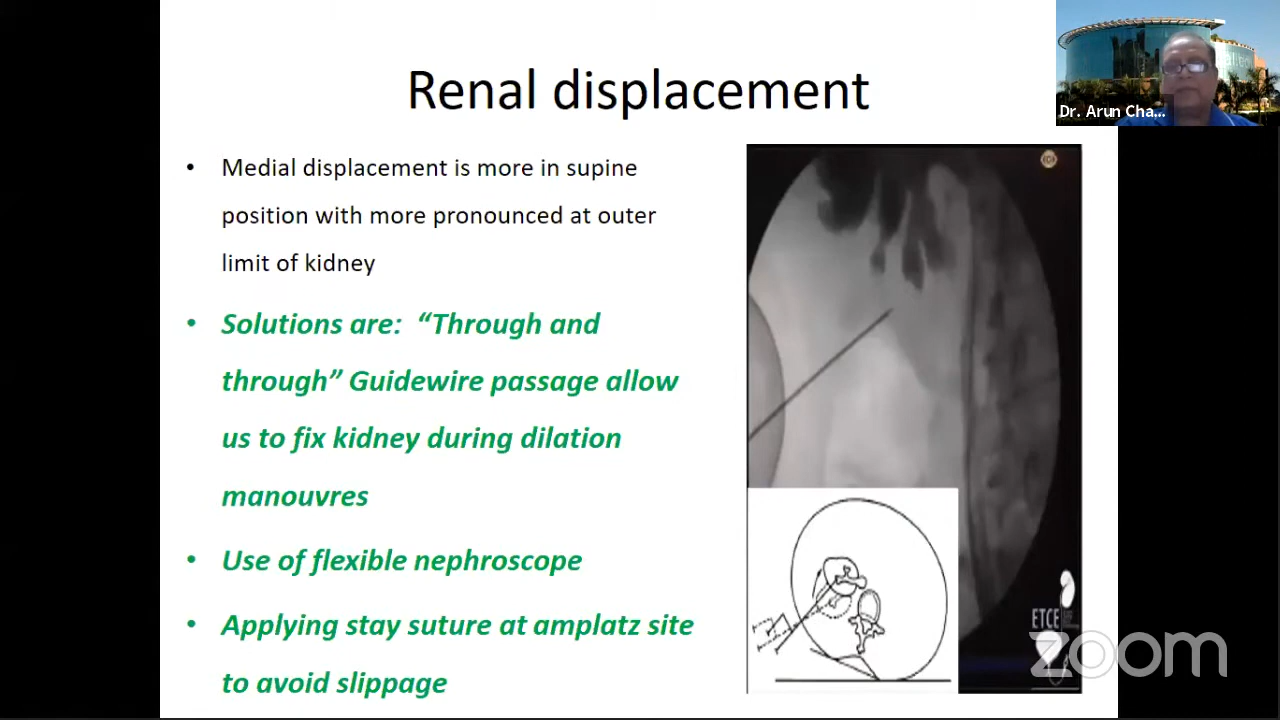 Renal displacement
Dr. Arun Cha...
• Medial displacement is more in supine
position with more pronounced at outer
limit of kidney
• Solutions are: “Through and
through” Guidewire passage allow
us to fix kidney during dilation
manouvres
• Use of flexible nephroscope
• Applying stay suture at amplatz site
to avoid slippage
ETCE
zoom